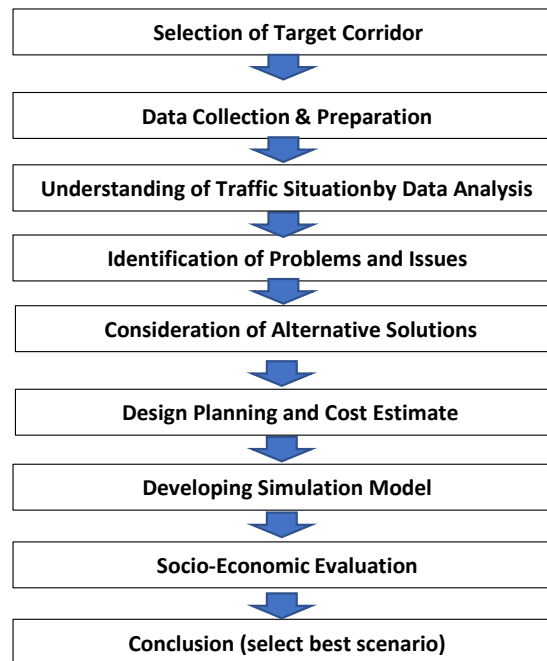 Selection of Target Corridor
Data Collection & Preparation
Understanding of Traffic Situationby Data Analysis
Identification of Problems and Issues
Consideration of Alternative Solutions
Design Planning and Cost Estimate
Developing Simulation Model
Socio-Economic Evaluation
Conclusion (select best scenario)